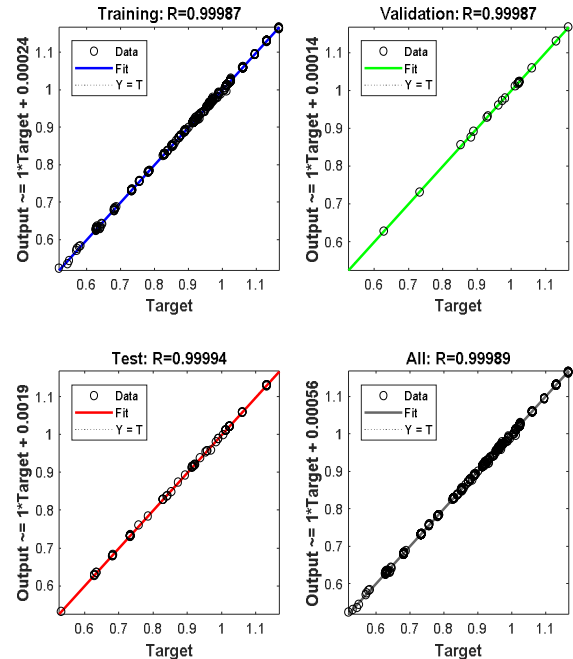 Training: R=0.99987
Output ~= 1*Target + 0.00024
1.1
1
0.9
0.8
0.7
0.6
Data
Fit
Y = T
0.6 0.7 0.8 0.9 1 1.1
Target
Validation: R=0.99987
Output ~= 1*Target + 0.00014
1.1
1
0.9
0.8
0.7
0.6
Data
Fit
Y = T
0.6 0.7 0.8 0.9 1 1.1
Target
Test: R=0.99994
Output ~= 1*Target + 0.0019
1.1
1
0.9
0.8
0.7
0.6
Data
Fit
Y = T
0.6 0.7 0.8 0.9 1 1.1
Target
All: R=0.99989
Output ~= 1*Target + 0.00056
1.1
1
0.9
0.8
0.7
0.6
Data
Fit
Y = T
0.6 0.7 0.8 0.9 1 1.1
Target